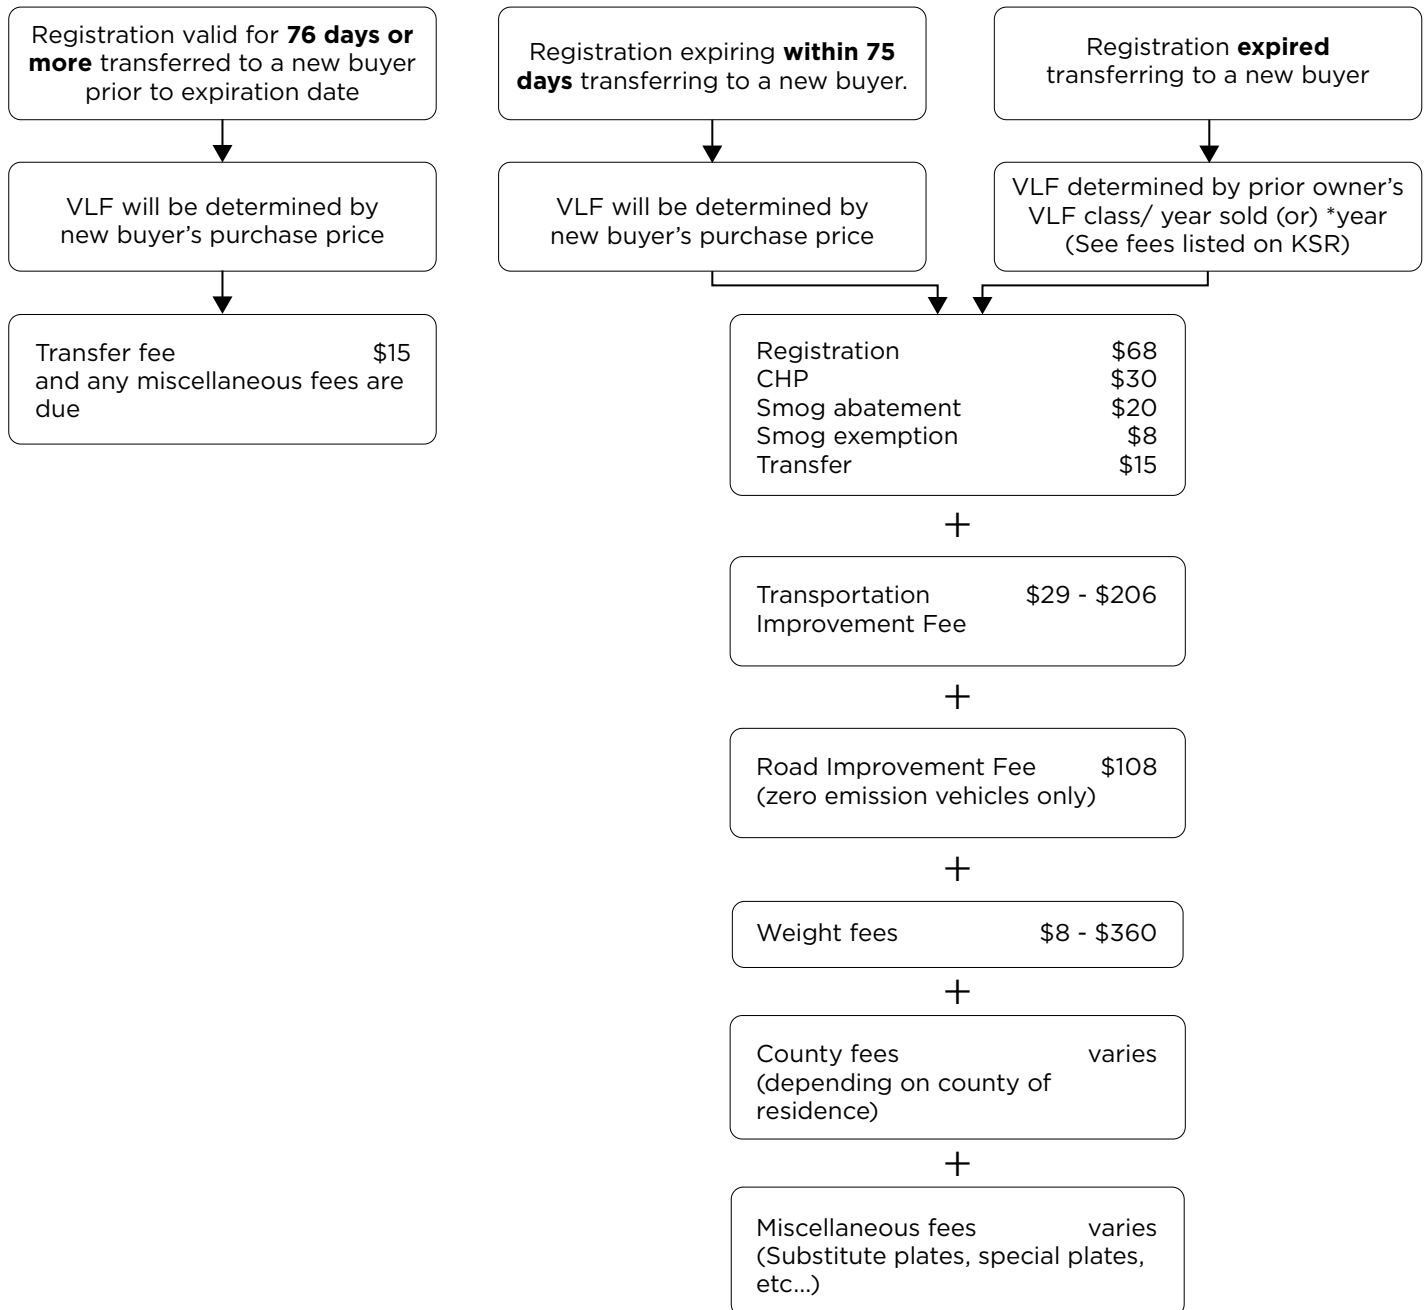 Registration valid for 76 days or
more transferred to a new buyer
prior to expiration date
Registration expiring within 75
days transferring to a new buyer.
Registration expired
transferring to a new buyer
VLF will be determined by
new buyer’s purchase price
VLF will be determined by
new buyer’s purchase price
VLF determined by prior owner’s
VLF class/ year sold (or) *year
(See fees listed on KSR)
Transfer fee $15
and any miscellaneous fees are
due
Registration $68
CHP $30
Smog abatement $20
Smog exemption $8
Transfer $15
+
Transportation $29 - $206
Improvement Fee
+
Road Improvement Fee $108
(zero emission vehicles only)
+
Weight fees $8 - $360
+
County fees varies
(depending on county of
residence)
+
Miscellaneous fees varies
(Substitute plates, special plates,
etc...)